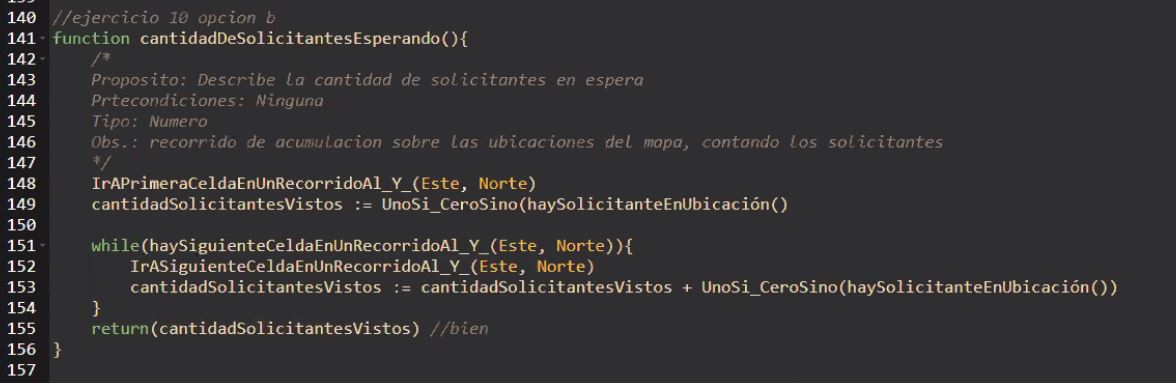 140 //ejercicio 10 opcion b
141 function cantidadDeSolicitantesEsperando(){
142 /*
143 Proposito: Describe la cantidad de solicitantes en espera
144 Prtecondiciones: Ninguna
145 Tipo: Numero
146 Obs.: recorrido de acumulacion sobre las ubicaciones del mapa, contando los solicitantes
147 */
148 IrAPrimeraCeldaEnUnRecorridoAl_Y_(Este, Norte)
149 cantidadSolicitantesVistos := UnoSi_CeroSino(haySolicitanteEnUbicación()
150
151 while(haySiguienteCeldaEnUnRecorridoAl_Y_(Este, Norte)){
152 IrASiguienteCeldaEnUnRecorridoAl_Y_(Este, Norte)
153 cantidadSolicitantesVistos := cantidadSolicitantesVistos + UnoSi_CeroSino(haySolicitanteEnUbicación())
154 }
155 return(cantidadSolicitantesVistos) //bien
156 }
157